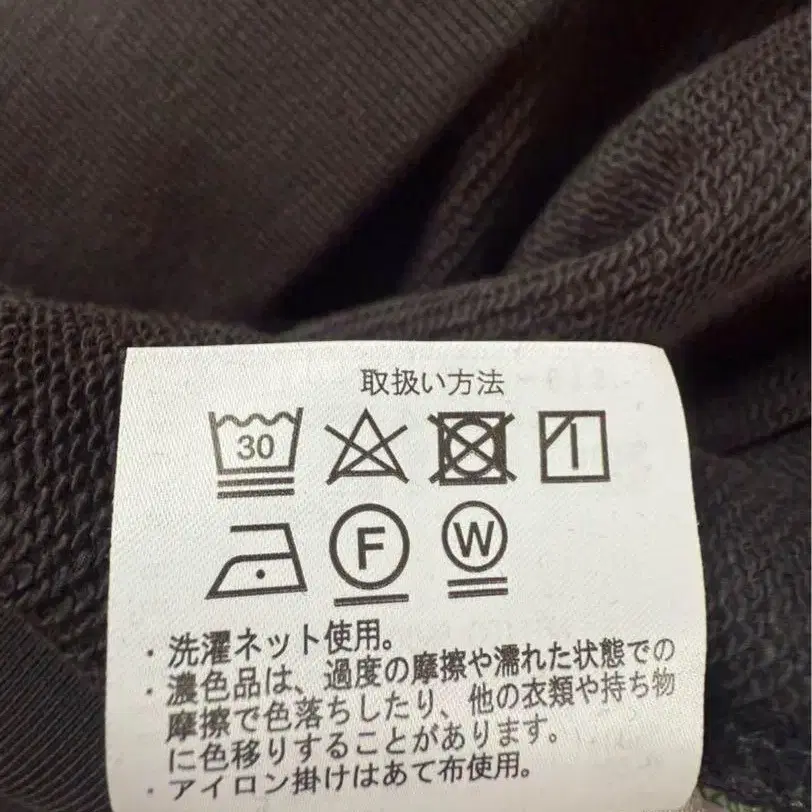 取扱い方法
30
F W
・洗濯ネット使用。
・濃色品は、過度の摩擦や濡れた状態での
摩擦で色落ちしたり、他の衣類や持ち物
に色移りすることがあります。
・アイロン掛けはあて布使用。